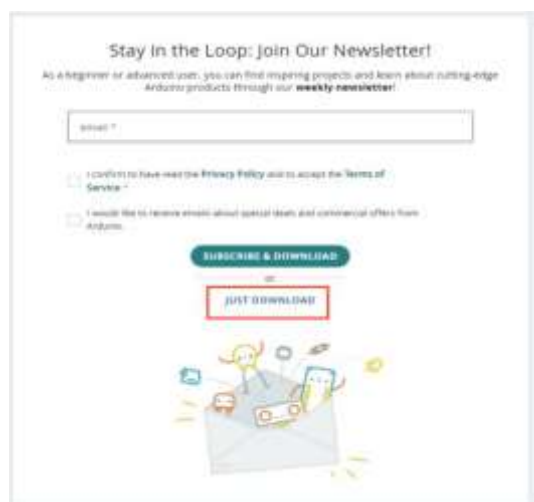 Stay in the Loop: Join Our Newsletter!
As a beginner or advanced user, you can find inspiring projects and learn about cutting-edge
Arduino products through our weekly newsletter!
email *
I confirm to have read the Privacy Policy and to accept the Terms of
Service *
I would like to receive emails about special deals and commercial offers from
Arduino.
SUBSCRIBE & DOWNLOAD
or
JUST DOWNLOAD